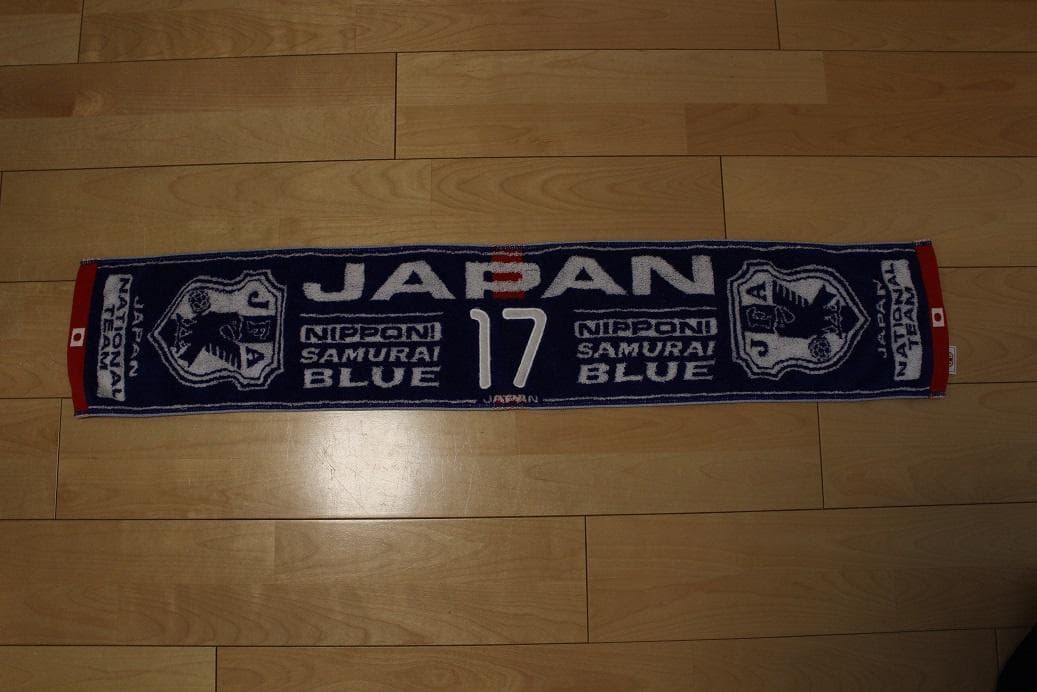 JAPAN
NATIONAL
TEAM
JFA
JAPAN
NIPPON!
SAMURAI
BLUE
17
JAPAN
NIPPON!
SAMURAI
BLUE
JFA
JAPAN
NATIONAL
TEAM